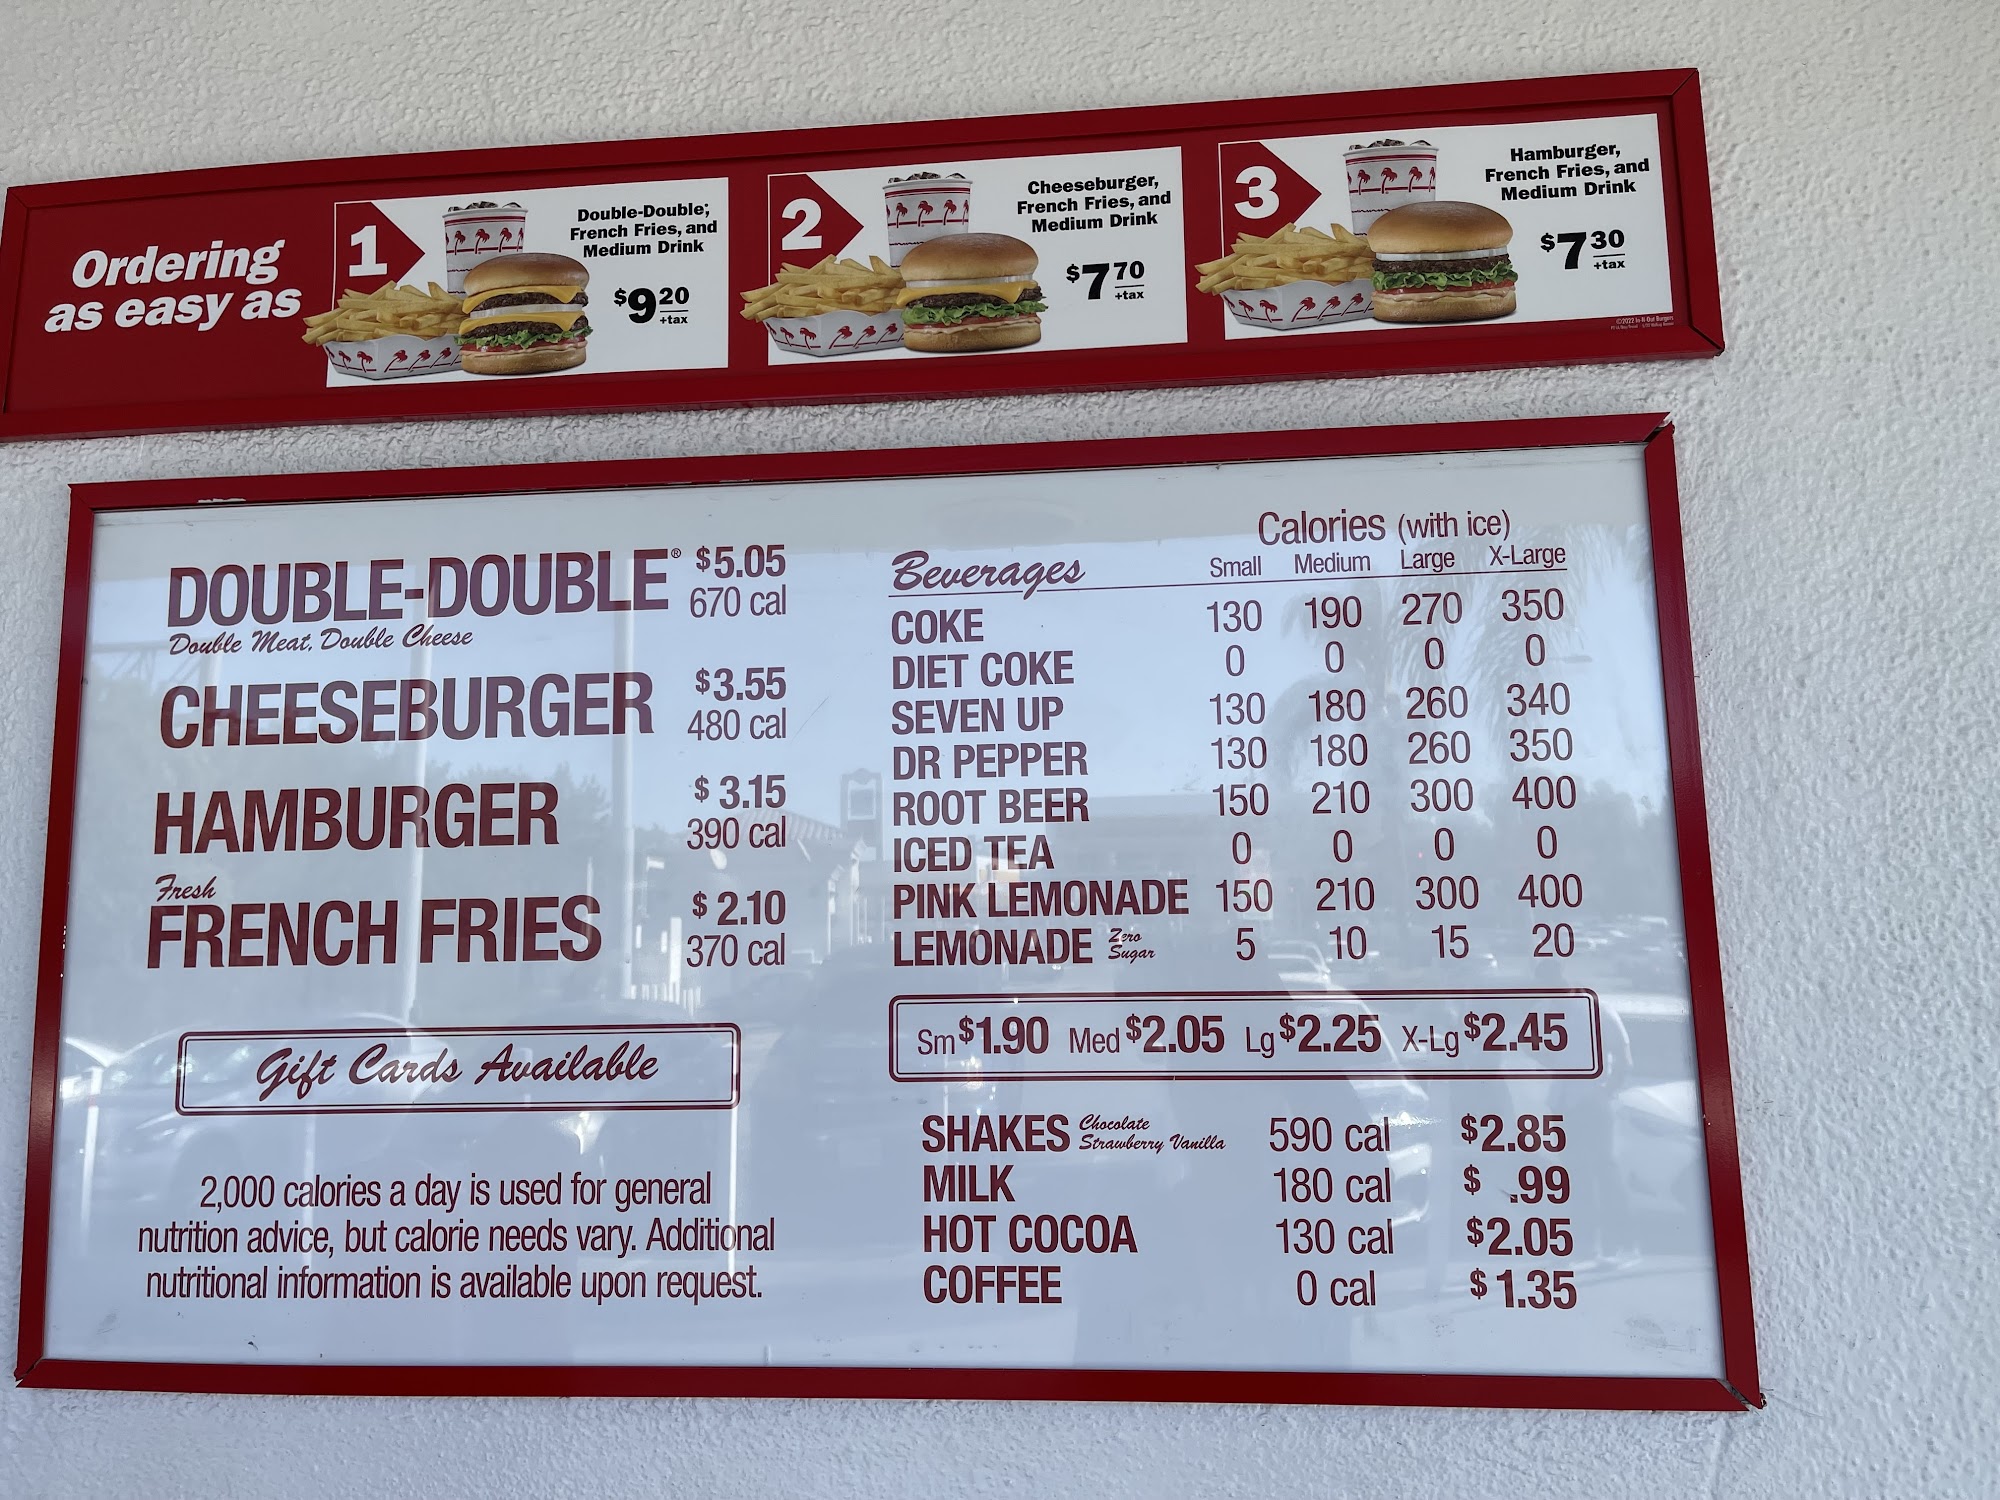 Ordering
as easy as
1
Double-Double,
French Fries, and
Medium Drink
$9 20
+tax
2
Cheeseburger,
French Fries, and
Medium Drink
$7 70
+tax
3
Hamburger,
French Fries, and
Medium Drink
$7 30
+tax
©2022 In-N-Out Burgers
DOUBLE-DOUBLE® $5.05
Double Meat, Double Cheese 670 cal
CHEESEBURGER $3.55
480 cal
HAMBURGER $3.15
390 cal
Fresh
FRENCH FRIES $2.10
370 cal
Gift Cards Available
2,000 calories a day is used for general
nutrition advice, but calorie needs vary. Additional
nutritional information is available upon request.
Calories (with ice)
Beverages Small Medium Large X-Large
COKE 130 190 270 350
DIET COKE 0 0 0 0
SEVEN UP 130 180 260 340
DR PEPPER 130 180 260 350
ROOT BEER 150 210 300 400
ICED TEA 0 0 0 0
PINK LEMONADE 150 210 300 400
LEMONADE Zero Sugar 5 10 15 20
Sm $1.90 Med $2.05 Lg $2.25 X-Lg $2.45
SHAKES Chocolate Strawberry Vanilla 590 cal $2.85
MILK 180 cal $ .99
HOT COCOA 130 cal $2.05
COFFEE 0 cal $1.35